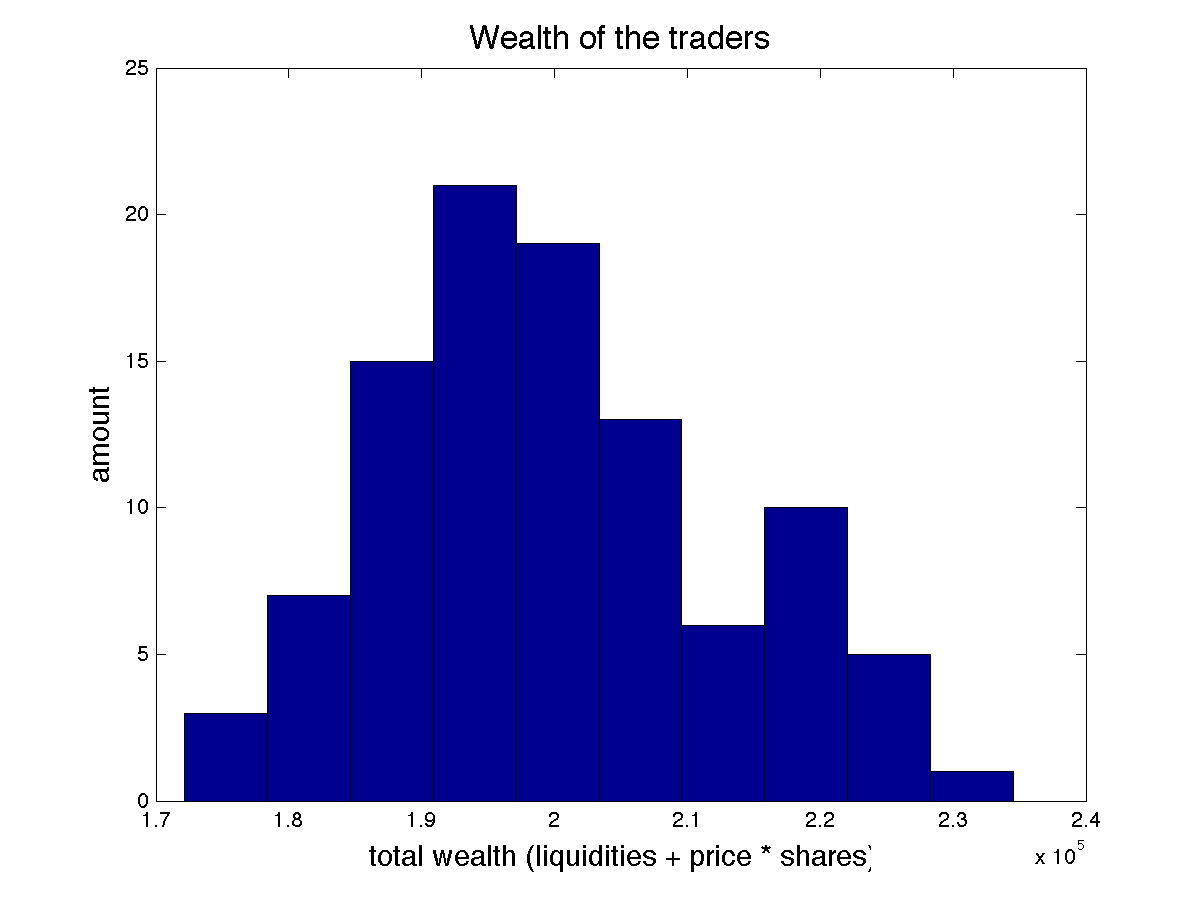 Wealth of the traders
25
20
15
10
5
0
amount
1.7 1.8 1.9 2 2.1 2.2 2.3 2.4
x 10^5
total wealth (liquidities + price * shares)